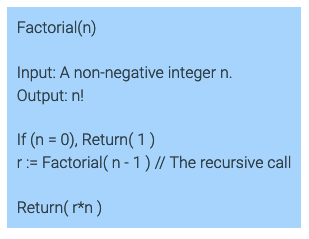 Factorial(n)
Input: A non-negative integer n.
Output: n!
If (n = 0), Return( 1 )
r := Factorial( n - 1 ) // The recursive call
Return( r*n )